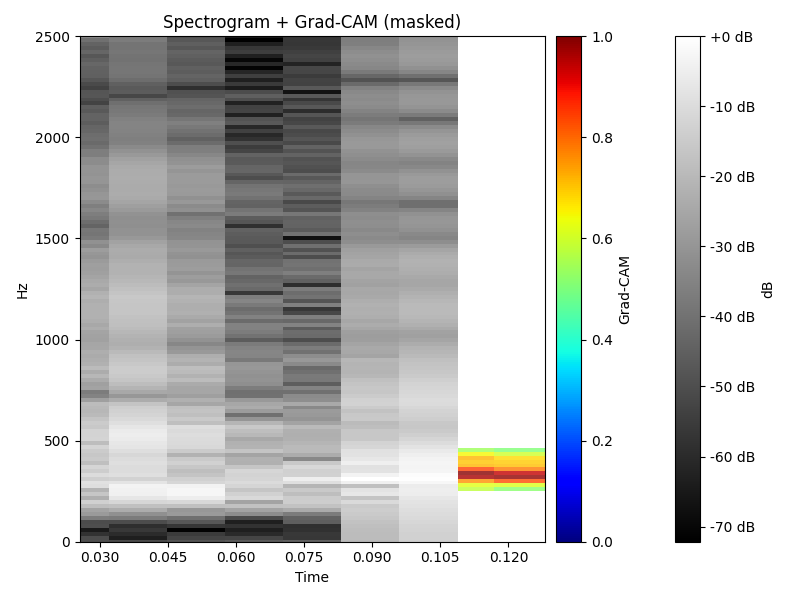 Spectrogram + Grad-CAM (masked)
2500
2000
1500
1000
500
0
Hz
0.030
0.045
0.060
0.075
0.090
0.105
0.120
Time
1.0
0.8
0.6
0.4
0.2
0.0
Grad-CAM
+0 dB
-10 dB
-20 dB
-30 dB
-40 dB
-50 dB
-60 dB
-70 dB
dB